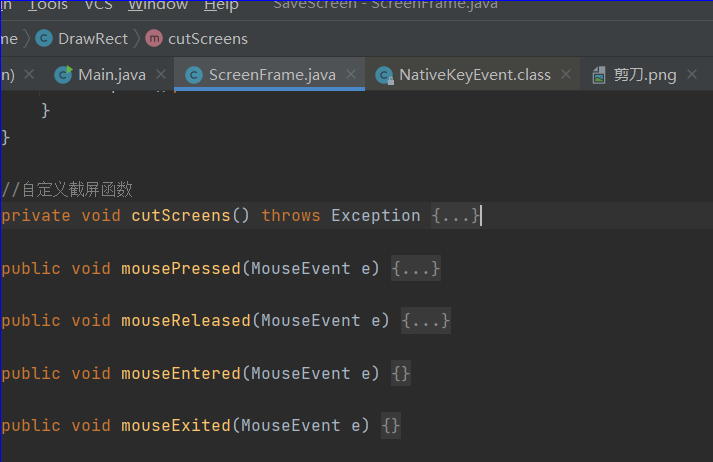 Tools VCS Window Help SaveScreen - ScreenFrame.java
me DrawRect m cutScreens
n) Main.java ScreenFrame.java NativeKeyEvent.class 剪刀.png
}
}
//自定义截屏函数
private void cutScreens() throws Exception {...}
public void mousePressed(MouseEvent e) {...}
public void mouseReleased(MouseEvent e) {...}
public void mouseEntered(MouseEvent e) {}
public void mouseExited(MouseEvent e) {}